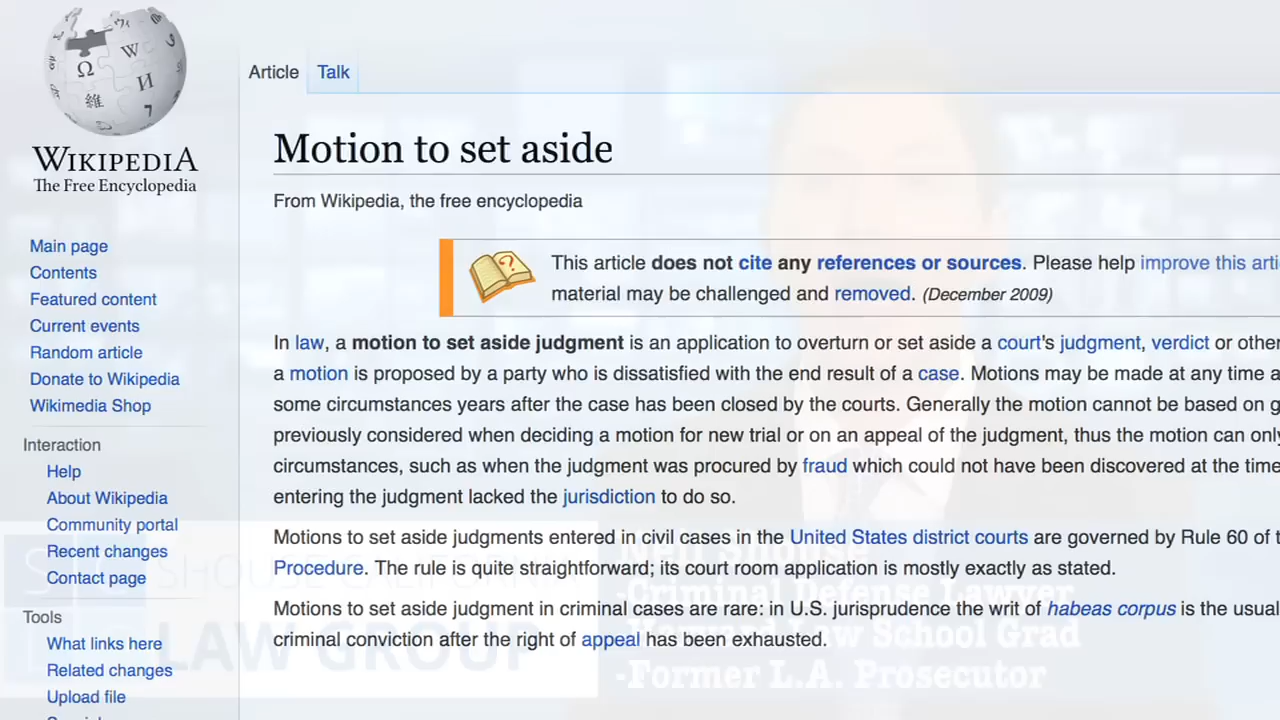 WIKIPEDIA
The Free Encyclopedia
Main page
Contents
Featured content
Current events
Random article
Donate to Wikipedia
Wikimedia Shop
Interaction
Help
About Wikipedia
Community portal
Recent changes
Contact page
Tools
What links here
Related changes
Upload file
Article Talk
Motion to set aside
From Wikipedia, the free encyclopedia
This article does not cite any references or sources. Please help improve this arti
material may be challenged and removed. (December 2009)
In law, a motion to set aside judgment is an application to overturn or set aside a court's judgment, verdict or other
a motion is proposed by a party who is dissatisfied with the end result of a case. Motions may be made at any time a
some circumstances years after the case has been closed by the courts. Generally the motion cannot be based on g
previously considered when deciding a motion for new trial or on an appeal of the judgment, thus the motion can only
circumstances, such as when the judgment was procured by fraud which could not have been discovered at the time
entering the judgment lacked the jurisdiction to do so.
Motions to set aside judgments entered in civil cases in the United States district courts are governed by Rule 60 of t
Procedure. The rule is quite straightforward; its court room application is mostly exactly as stated.
Motions to set aside judgment in criminal cases are rare: in U.S. jurisprudence the writ of habeas corpus is the usual
criminal conviction after the right of appeal has been exhausted.
SHOUSE CALIFORNIA
LAW GROUP
Neil Shouse
-Criminal Defense Lawyer
-Harvard Law School Grad
-Former L.A. Prosecutor